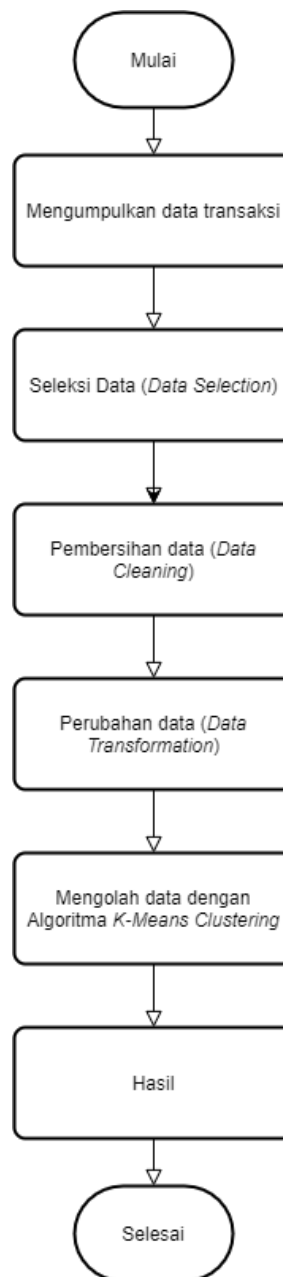 Mulai
Mengumpulkan data transaksi
Seleksi Data (Data Selection)
Pembersihan data (Data
Cleaning)
Perubahan data (Data
Transformation)
Mengolah data dengan
Algoritma K-Means Clustering
Hasil
Selesai